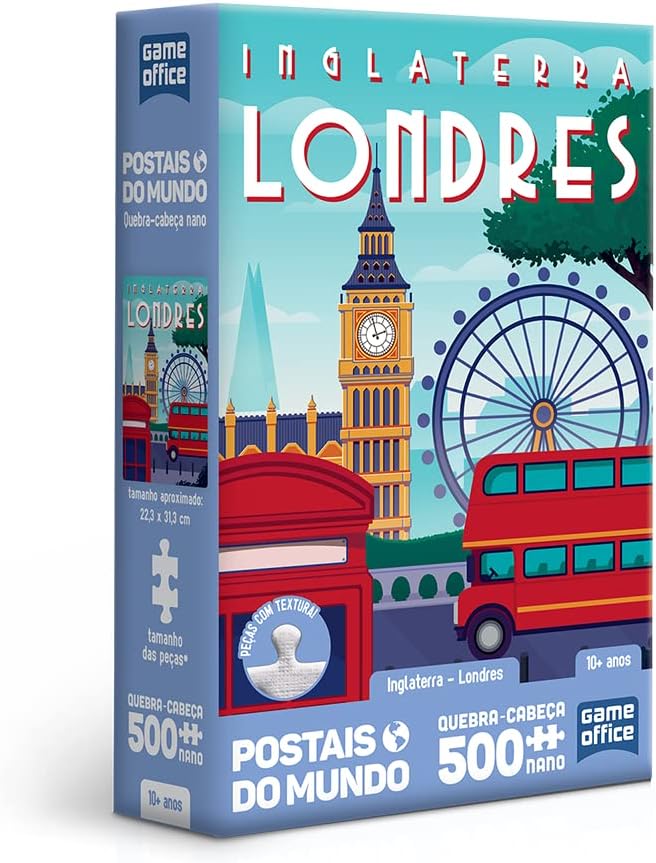 Game
office
POSTAIS
DO MUNDO
Quebra-cabeça nano
INGLATERRA
LONDRES
tamanho aproximado:
22,3 x 31,3 cm
tamanho
das peças*
QUEBRA-CABEÇA
500
NANO
10+ anos
INGLATERRA
LONDRES
PEÇAS COM TEXTURA!
Inglaterra - Londres
10+ anos
POSTAIS
DO MUNDO
QUEBRA-CABEÇA
500
NANO
Game
office